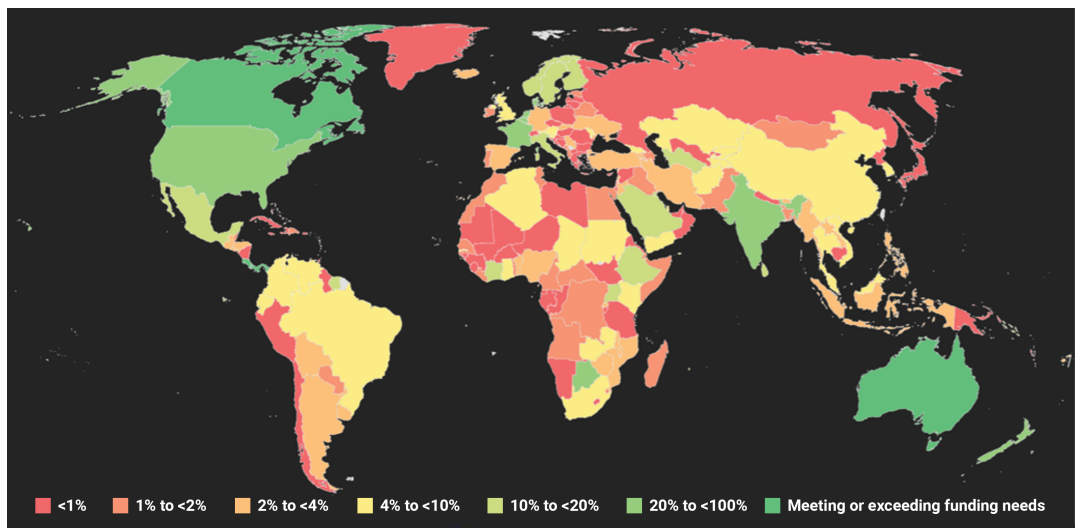 <1% 1% to <2% 2% to <4% 4% to <10% 10% to <20% 20% to <100% Meeting or exceeding funding needs